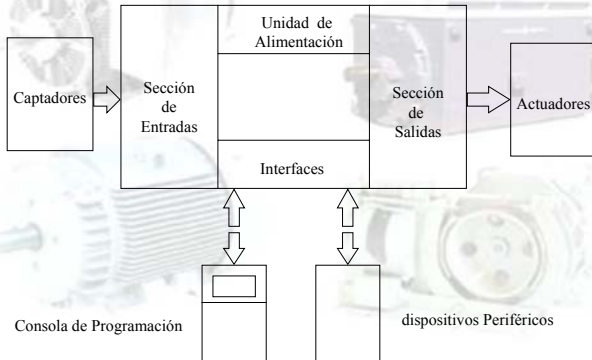 Unidad de
Alimentación
Captadores
Sección
de
Entradas
Sección
de
Salidas
Actuadores
Interfaces
Consola de Programación
dispositivos Periféricos